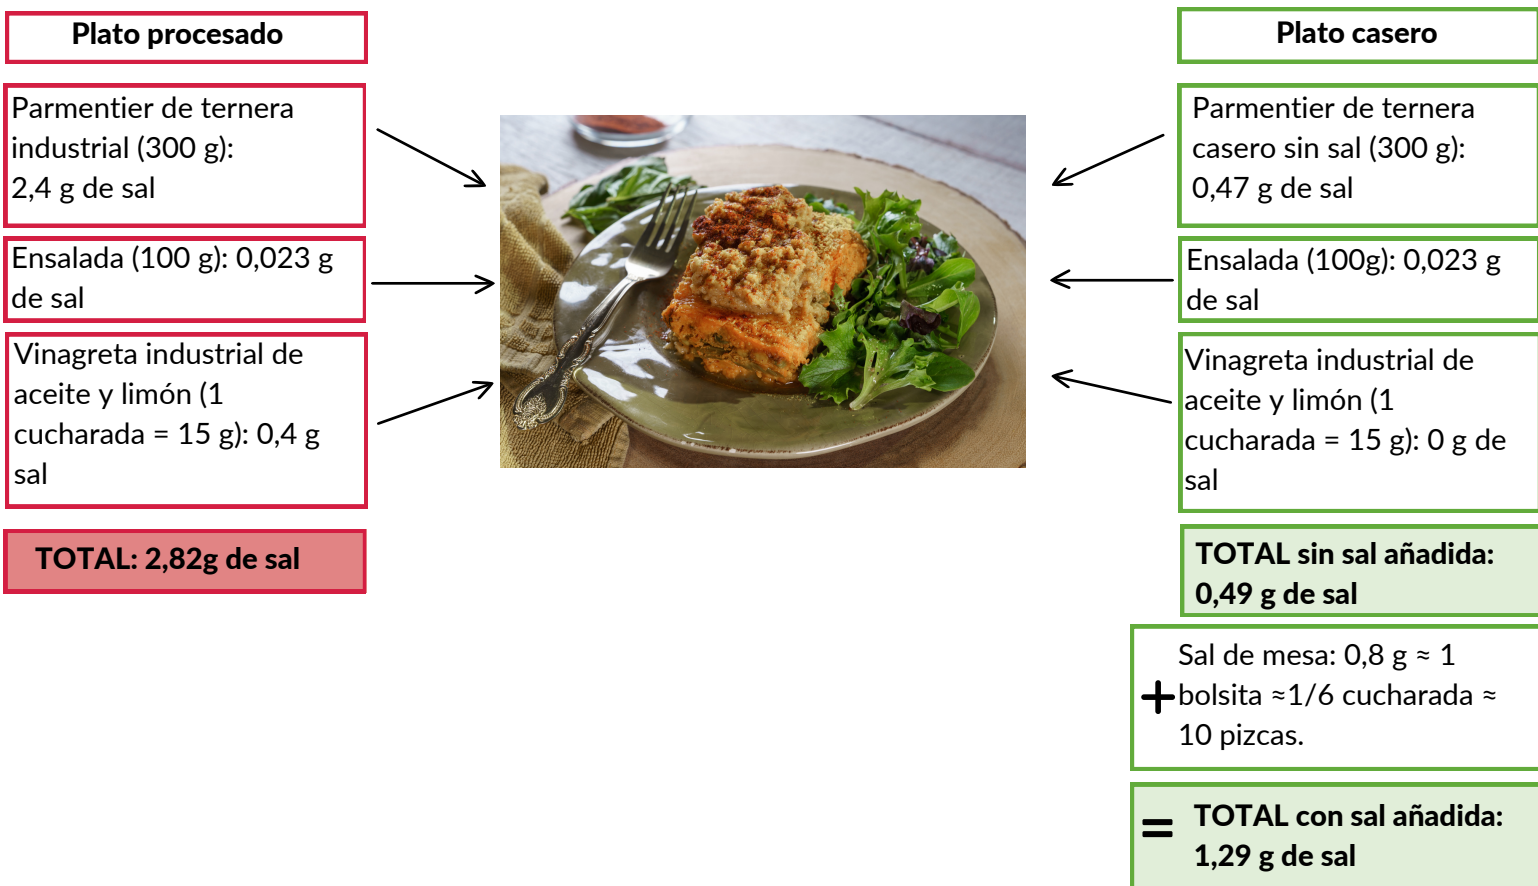 Plato procesado
Parmentier de ternera
industrial (300 g):
2,4 g de sal
Ensalada (100 g): 0,023 g
de sal
Vinagreta industrial de
aceite y limón (1
cucharada = 15 g): 0,4 g
sal
TOTAL: 2,82g de sal
Plato casero
Parmentier de ternera
casero sin sal (300 g):
0,47 g de sal
Ensalada (100g): 0,023 g
de sal
Vinagreta industrial de
aceite y limón (1
cucharada = 15 g): 0 g de
sal
TOTAL sin sal añadida:
0,49 g de sal
Sal de mesa: 0,8 g ≈ 1
+ bolsita ≈1/6 cucharada ≈
10 pizcas.
= TOTAL con sal añadida:
1,29 g de sal